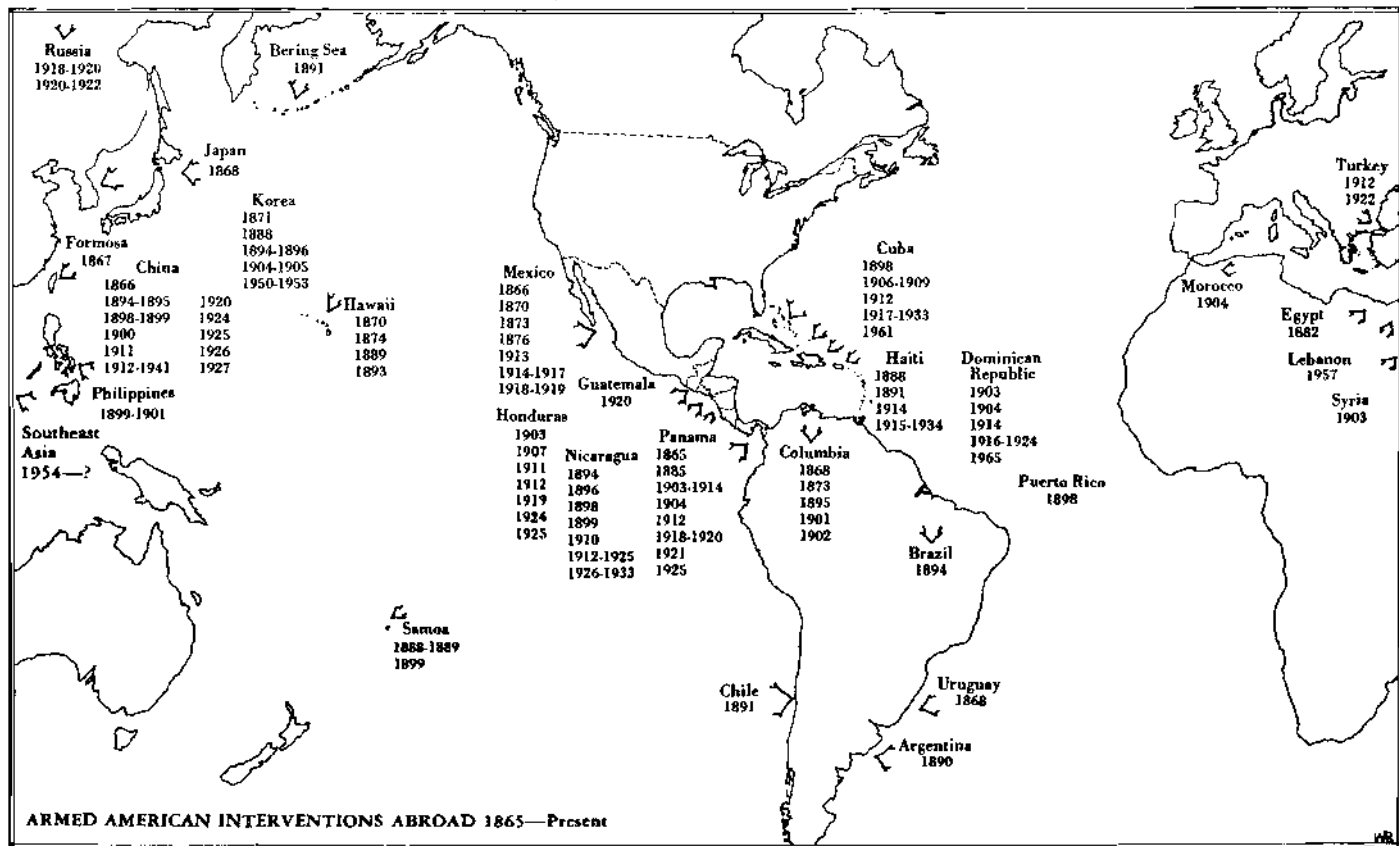 Russia
1918-1920
1920-1922
Bering Sea
1891
Japan
1868
Korea
1871
1888
1894-1896
1904-1905
1950-1953
Formosa
1867
China
1866
1894-1895
1898-1899
1900
1911
1912-1941
1920
1924
1925
1926
1927
Hawaii
1870
1874
1889
1893
Philippines
1899-1901
Southeast
Asia
1954—?
Mexico
1866
1870
1873
1876
1913
1914-1917
1918-1919
Guatemala
1920
Honduras
1903
1907
1911
1912
1919
1924
1925
Nicaragua
1894
1896
1898
1899
1910
1912-1925
1926-1933
Panama
1865
1885
1903-1914
1904
1912
1918-1920
1921
1925
Columbia
1868
1873
1895
1901
1902
Cuba
1898
1906-1909
1912
1917-1933
1961
Haiti
1888
1891
1914
1915-1934
Dominican
Republic
1903
1904
1914
1916-1924
1965
Puerto Rico
1898
Brazil
1894
Turkey
1912
1922
Morocco
1904
Egypt
1882
Lebanon
1957
Syria
1903
Samoa
1888-1889
1899
Chile
1891
Uruguay
1868
Argentina
1890
ARMED AMERICAN INTERVENTIONS ABROAD 1865—Present